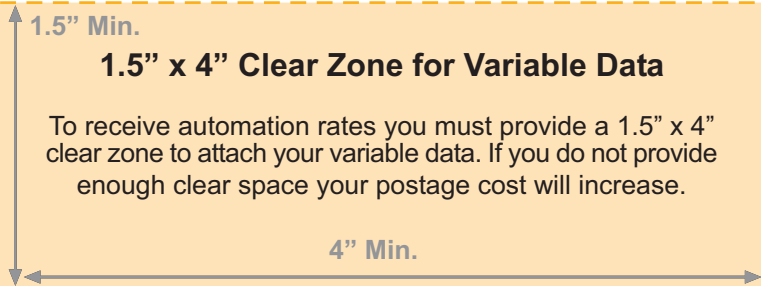 1.5” Min.
1.5” x 4” Clear Zone for Variable Data
To receive automation rates you must provide a 1.5” x 4”
clear zone to attach your variable data. If you do not provide
enough clear space your postage cost will increase.
4” Min.